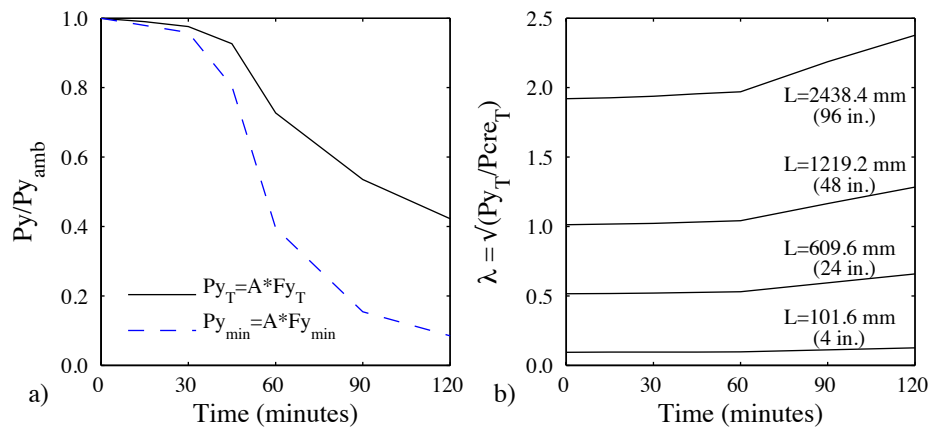 1.0
0.8
0.6
0.4
0.2
0.0
Py/Py_amb
Py_T=A*Fy_T
Py_min=A*Fy_min
0 30 60 90 120
Time (minutes)
a)
2.5
2.0
1.5
1.0
0.5
0.0
λ = √(Py_T/Pcre_T)
L=2438.4 mm
(96 in.)
L=1219.2 mm
(48 in.)
L=609.6 mm
(24 in.)
L=101.6 mm
(4 in.)
0 30 60 90 120
Time (minutes)
b)